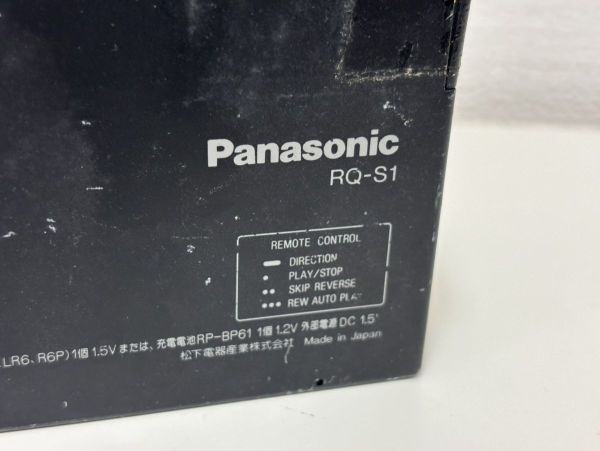 Panasonic
RQ-S1
REMOTE CONTROL
DIRECTION
• PLAY/STOP
•• SKIP REVERSE
••• REW AUTO PLAY
LR6、R6P)1個 1.5Vまたは、充電電池RP-BP61 1個 1.2V 外部電源 DC 1.5
松下電器産業株式会社 Made in Japan